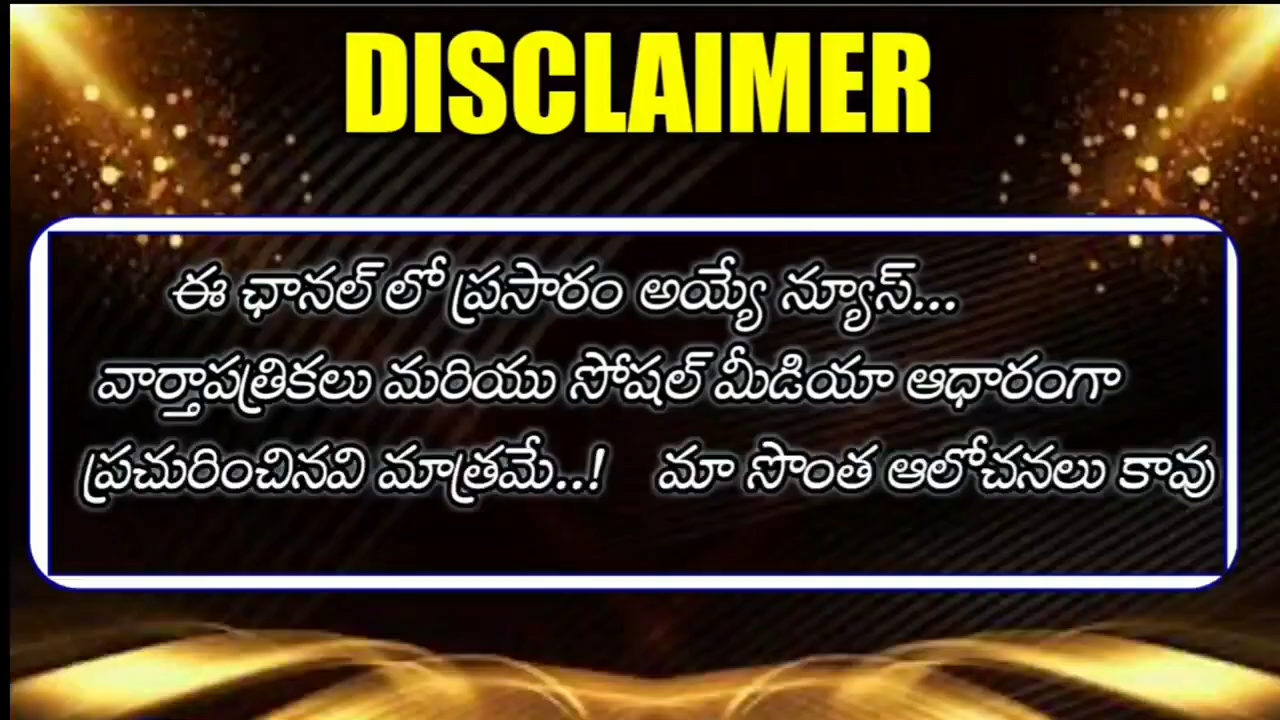 DISCLAIMER
ఈ ఛానల్ లో ప్రసారం అయ్యే న్యూస్...
వార్తాపత్రికలు మరియు సోషల్ మీడియా ఆధారంగా
ప్రచురించినవి మాత్రమే..! మా సొంత ఆలోచనలు కావు